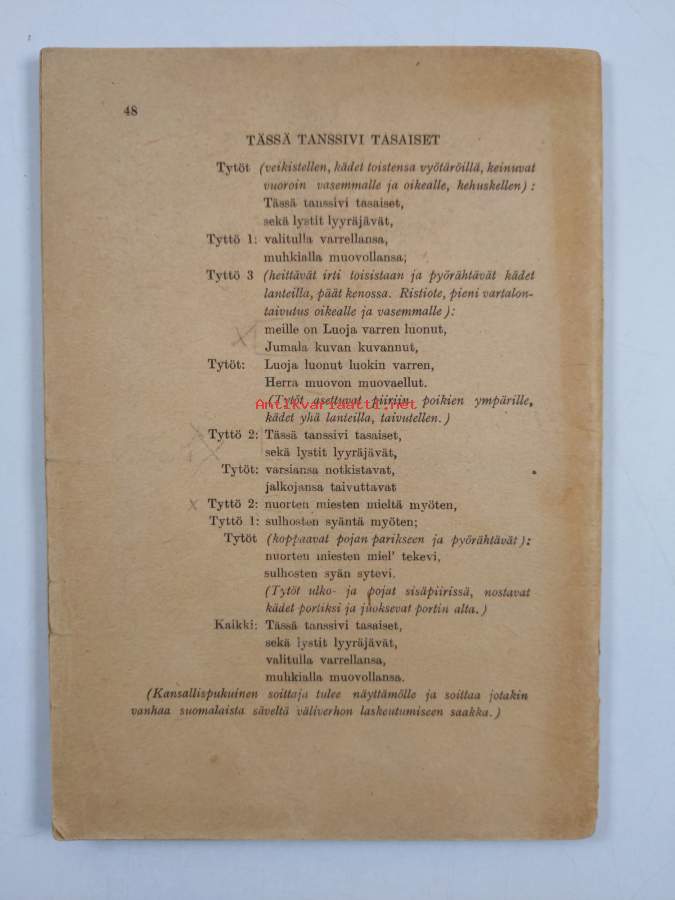 48
TÄSSÄ TANSSIVI TASAISET
Tytöt (veikistellen, kädet toistensa vyötäröillä, keinuvat
vuoroin vasemmalle ja oikealle, kehuskellen) :
Tässä tanssivi tasaiset,
sekä lystit lyyräjävät,
Tyttö 1: valitulla varrellansa,
muhkialla muovollansa;
Tyttö 3 (heittävät irti toisistaan ja pyörähtävät kädet
lanteilla, päät kenossa. Ristiote, pieni vartalon-
taivutus oikealle ja vasemmalle):
meille on Luoja varren luonut,
Jumala kuvan kuvannut,
Tytöt: Luoja luonut luokin varren,
Herra muovon muovaellut.
(Tytöt asettuvat piiriin poikien ympärille,
Antikvariaatti.net
kädet yhä lanteilla, taivutellen.)
Tyttö 2: Tässä tanssivi tasaiset,
sekä lystit lyyräjävät,
Tytöt: varsiansa notkistavat,
jalkojansa taivuttavat
x Tyttö 2: nuorten miesten mieltä myöten,
Tyttö 1: sulhosten syäntä myöten;
Tytöt (koppaavat pojan parikseen ja pyörähtävät):
nuorten miesten miel' tekevi,
sulhosten syän sytevi.
(Tytöt ulko- ja pojat sisäpiirissä, nostavat
kädet portiksi ja juoksevat portin alta.)
Kaikki: Tässä tanssivi tasaiset,
sekä lystit lyyräjävät,
valitulla varrellansa,
muhkialla muovollansa.
(Kansallispukuinen soittaja tulee näyttämölle ja soittaa jotakin
vanhaa suomalaista säveltä väliverhon laskeutumiseen saakka.)